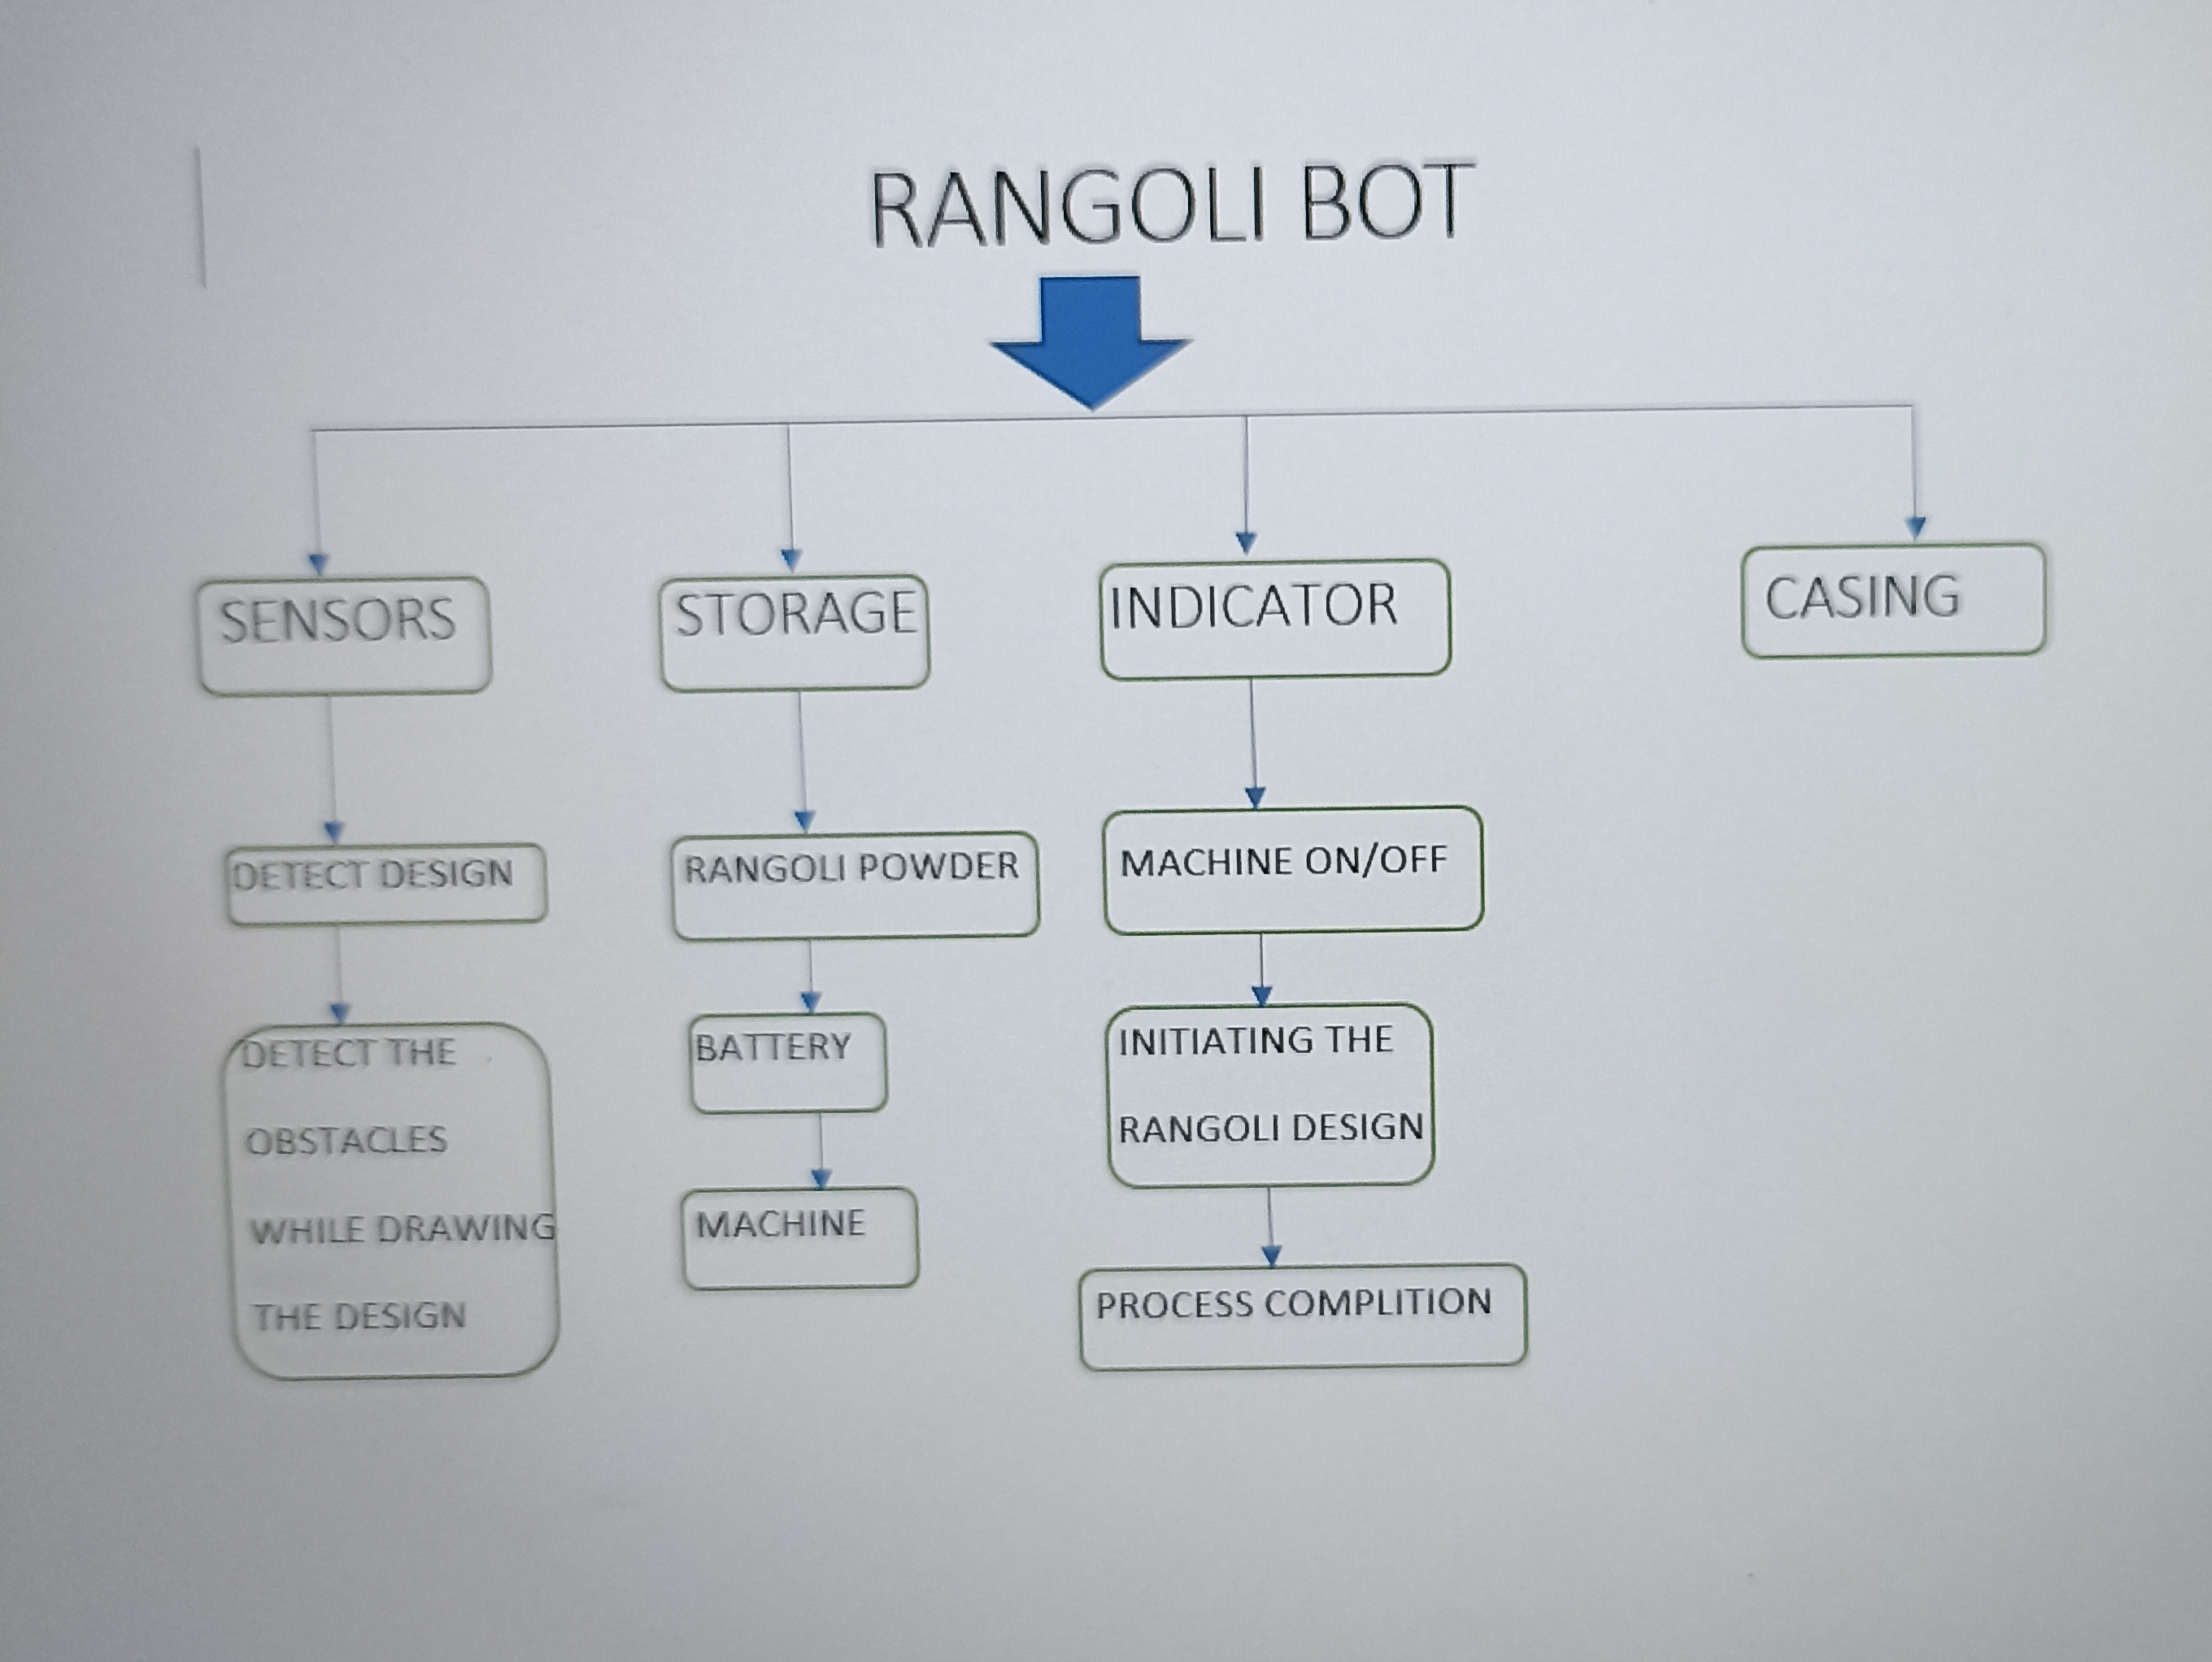 RANGOLI BOT
SENSORS
DETECT DESIGN
DETECT THE
OBSTACLES
WHILE DRAWING
THE DESIGN
STORAGE
RANGOLI POWDER
BATTERY
MACHINE
INDICATOR
MACHINE ON/OFF
INITIATING THE
RANGOLI DESIGN
PROCESS COMPLITION
CASING